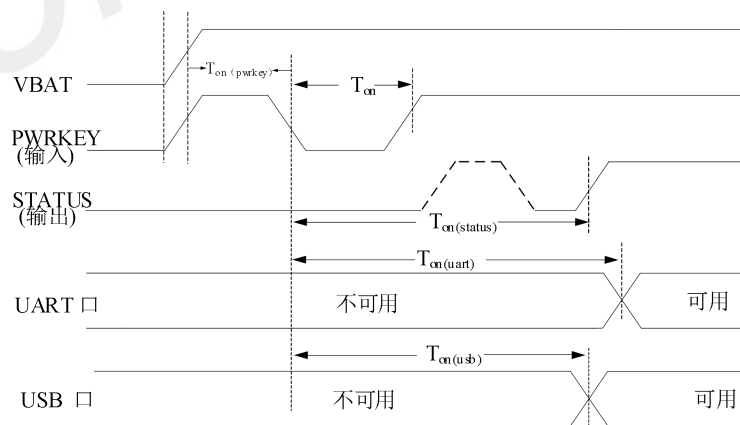 VBAT
Ton (pwrkey)
Ton
PWRKEY
(输入)
STATUS
(输出)
Ton(status)
Ton(uart)
UART 口
不可用
可用
Ton(usb)
USB 口
不可用
可用